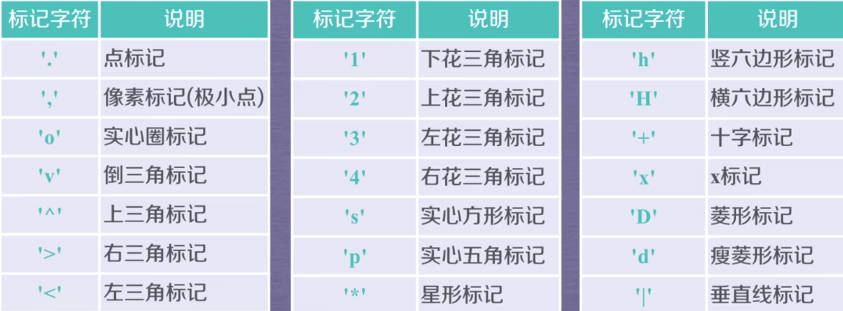 标记字符 说明
'.' 点标记
',' 像素标记(极小点)
'o' 实心圈标记
'v' 倒三角标记
'^' 上三角标记
'>' 右三角标记
'<' 左三角标记
标记字符 说明
'1' 下花三角标记
'2' 上花三角标记
'3' 左花三角标记
'4' 右花三角标记
's' 实心方形标记
'p' 实心五角标记
'*' 星形标记
标记字符 说明
'h' 竖六边形标记
'H' 横六边形标记
'+' 十字标记
'x' x标记
'D' 菱形标记
'd' 瘦菱形标记
'|' 垂直线标记